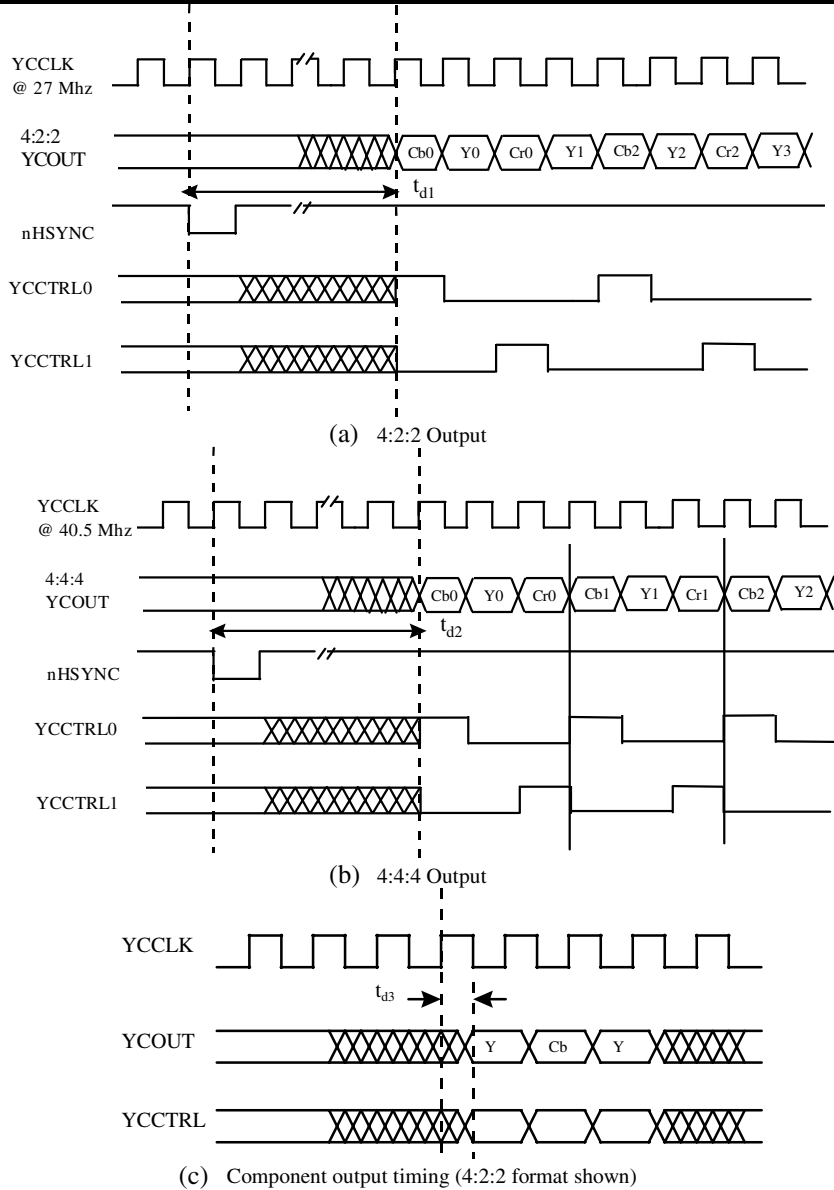 YCCLK
@ 27 Mhz
4:2:2
YCOUT
Cb0 Y0 Cr0 Y1 Cb2 Y2 Cr2 Y3
td1
nHSYNC
YCCTRL0
YCCTRL1
(a) 4:2:2 Output
YCCLK
@ 40.5 Mhz
4:4:4
YCOUT
Cb0 Y0 Cr0 Cb1 Y1 Cr1 Cb2 Y2
td2
nHSYNC
YCCTRL0
YCCTRL1
(b) 4:4:4 Output
YCCLK
td3
YCOUT
Y Cb Y
YCCTRL
(c) Component output timing (4:2:2 format shown)